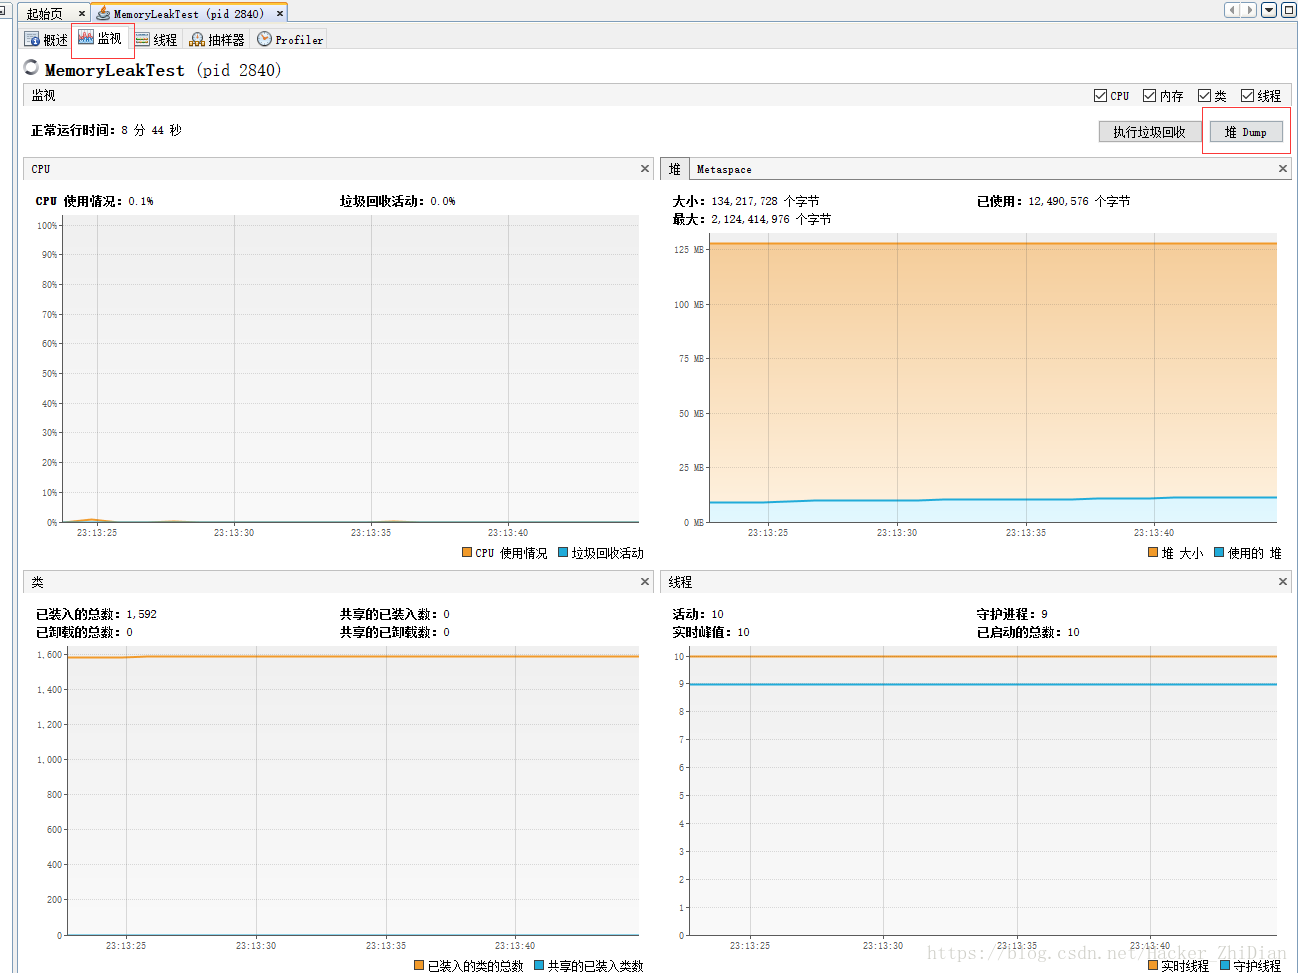 起始页 × MemoryLeakTest (pid 2840) ×
概述 监视 线程 抽样器 Profiler
MemoryLeakTest (pid 2840)
监视 CPU 内存 类 线程
正常运行时间：8 分 44 秒 执行垃圾回收 堆 Dump
CPU ×
CPU 使用情况：0.1% 垃圾回收活动：0.0%
100%
90%
80%
70%
60%
50%
40%
30%
20%
10%
0%
23:13:25 23:13:30 23:13:35 23:13:40
CPU 使用情况 垃圾回收活动
堆 Metaspace ×
大小：134,217,728 个字节 已使用：12,490,576 个字节
最大：2,124,414,976 个字节
125 MB
100 MB
75 MB
50 MB
25 MB
0 MB
23:13:25 23:13:30 23:13:35 23:13:40
堆 大小 使用的 堆
类 ×
已装入的总数：1,592 共享的已装入数：0
已卸载的总数：0 共享的已卸载数：0
1,600
1,400
1,200
1,000
800
600
400
200
0
23:13:25 23:13:30 23:13:35 23:13:40
已装入的类的总数 共享的已装入类数
线程 ×
活动：10 守护进程：9
实时峰值：10 已启动的总数：10
10
9
8
7
6
5
4
3
2
1
0
23:13:25 23:13:30 23:13:35 23:13:40
实时线程 守护线程
https://blog.csdn.net/Hacker_ZhiDian